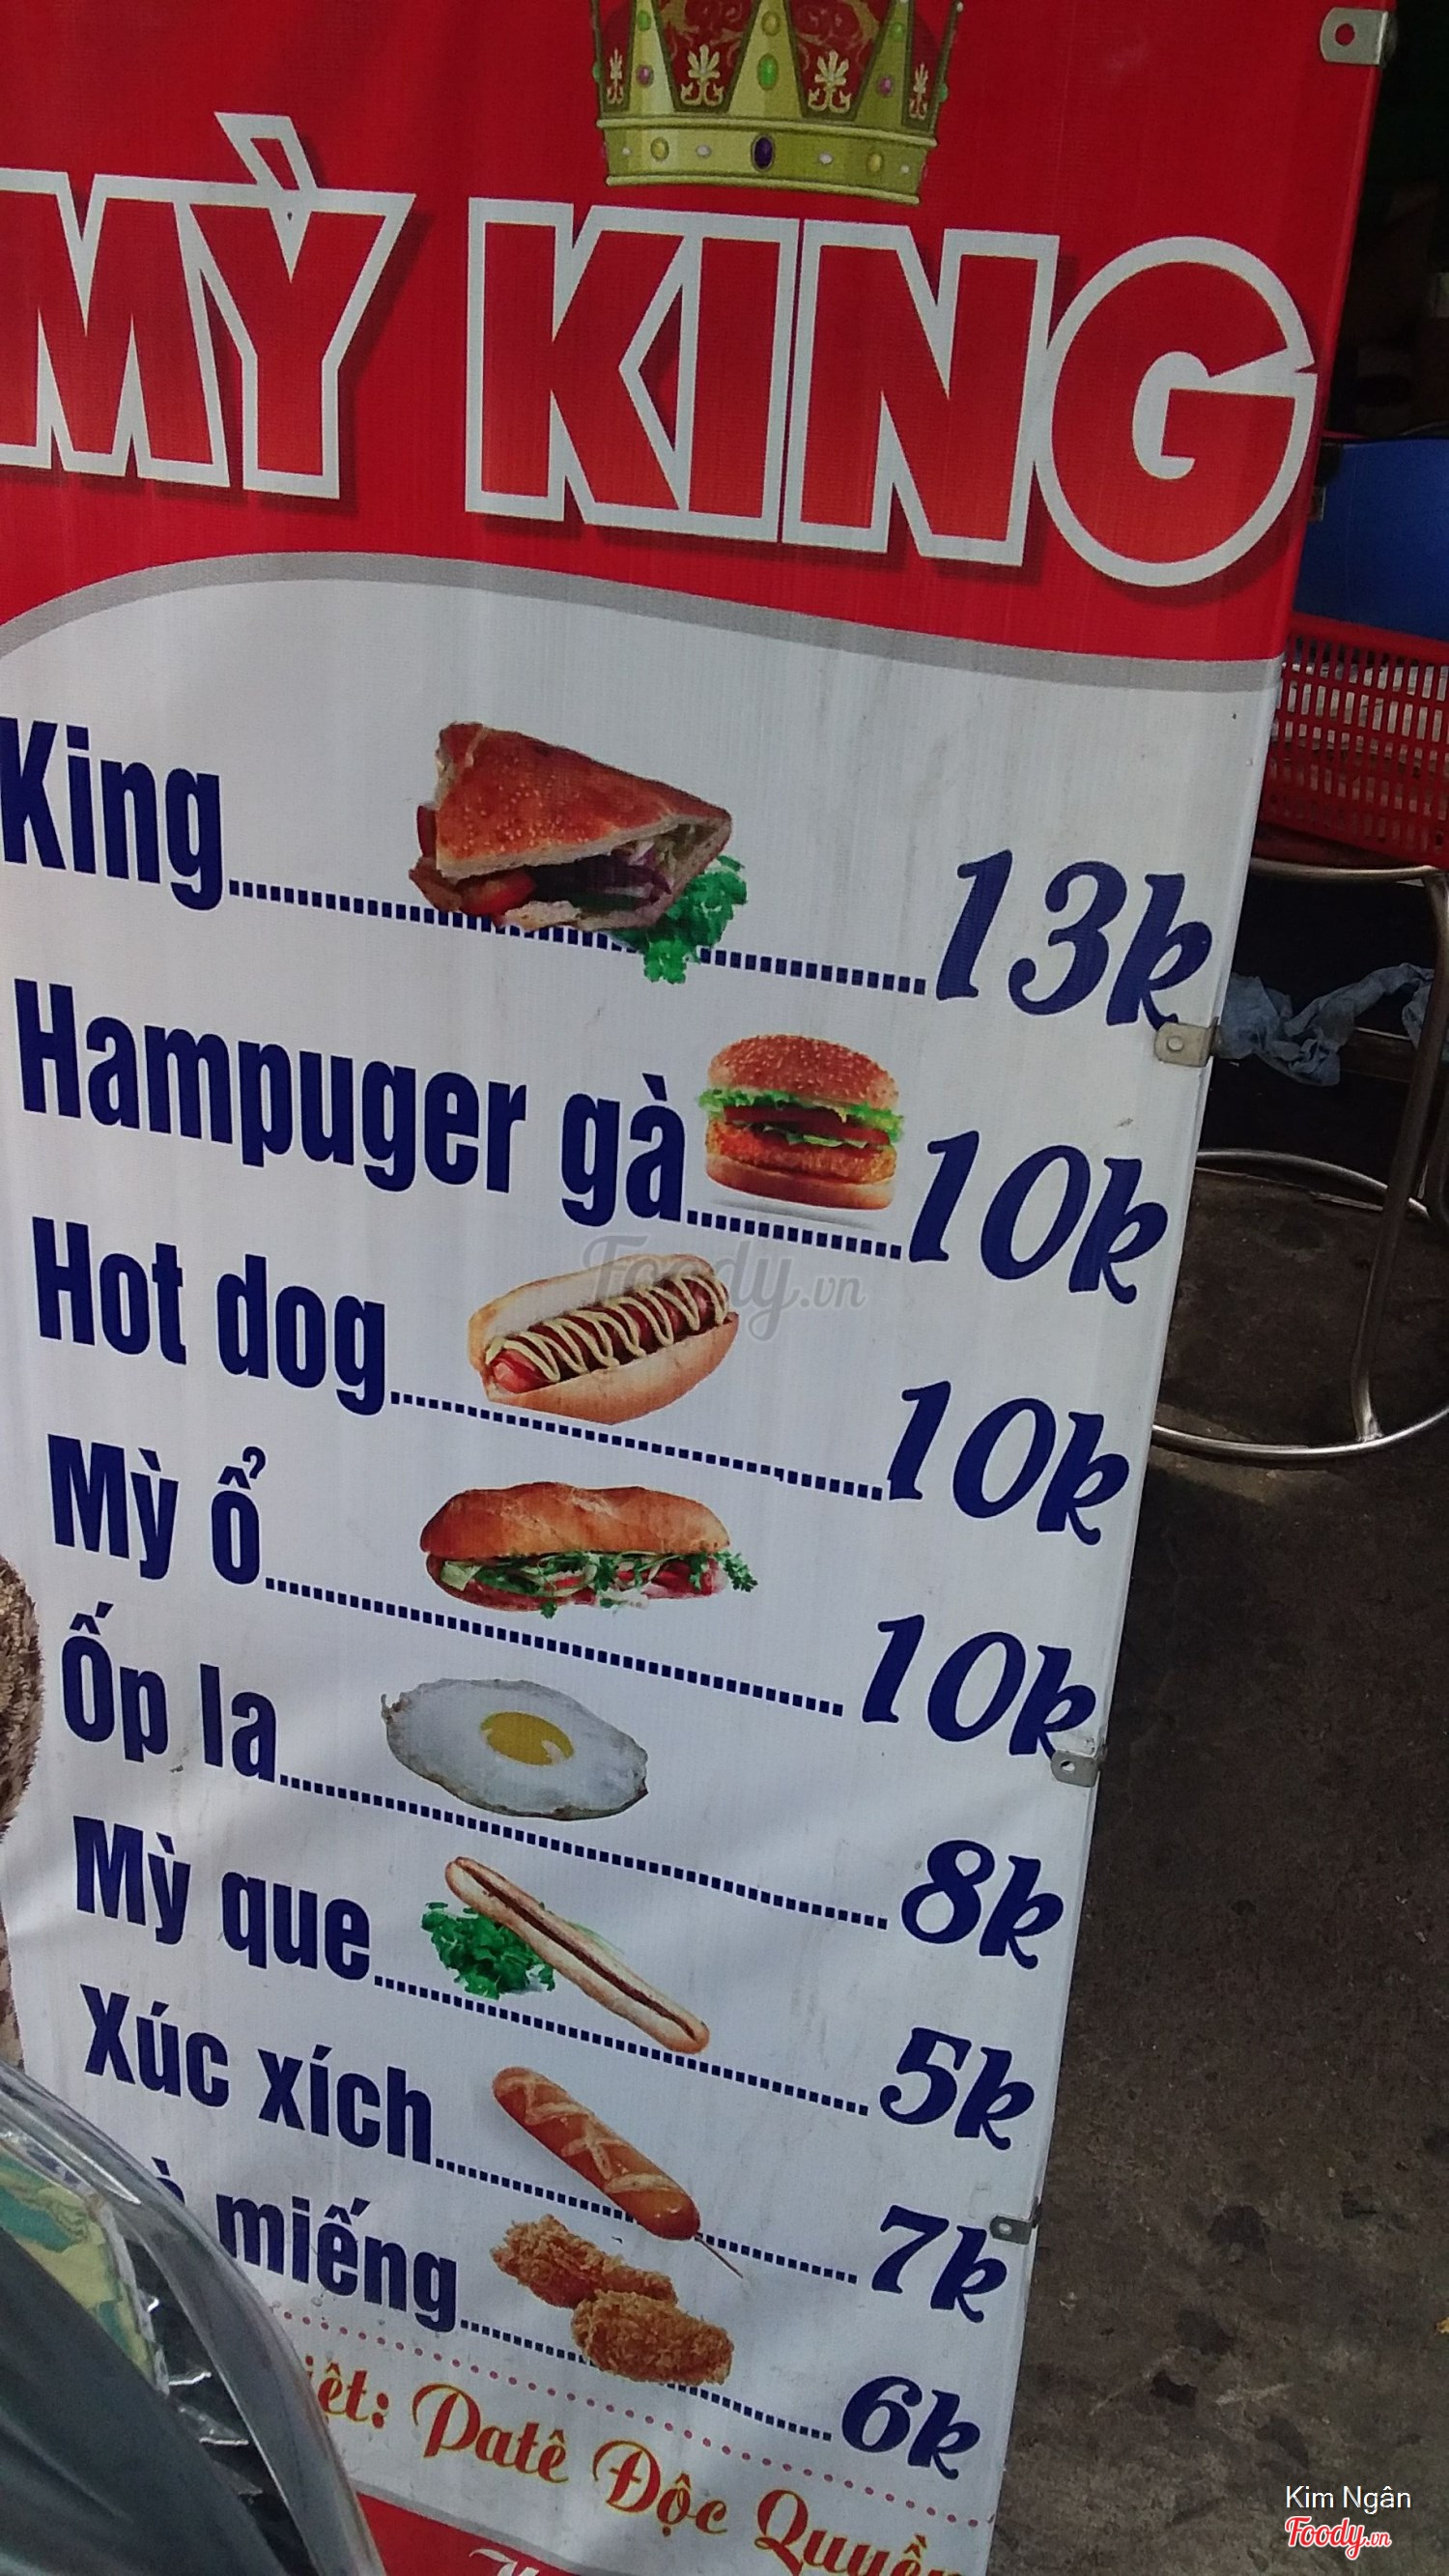 MỲ KING
King 13k
Hampuger gà 10k
Hot dog 10k
Mỳ ổ 10k
Ốp la 8k
Mỳ que 5k
Xúc xích 7k
miếng 6k
Patê Độc
Foody.vn
Kim Ngân
Foody.vn